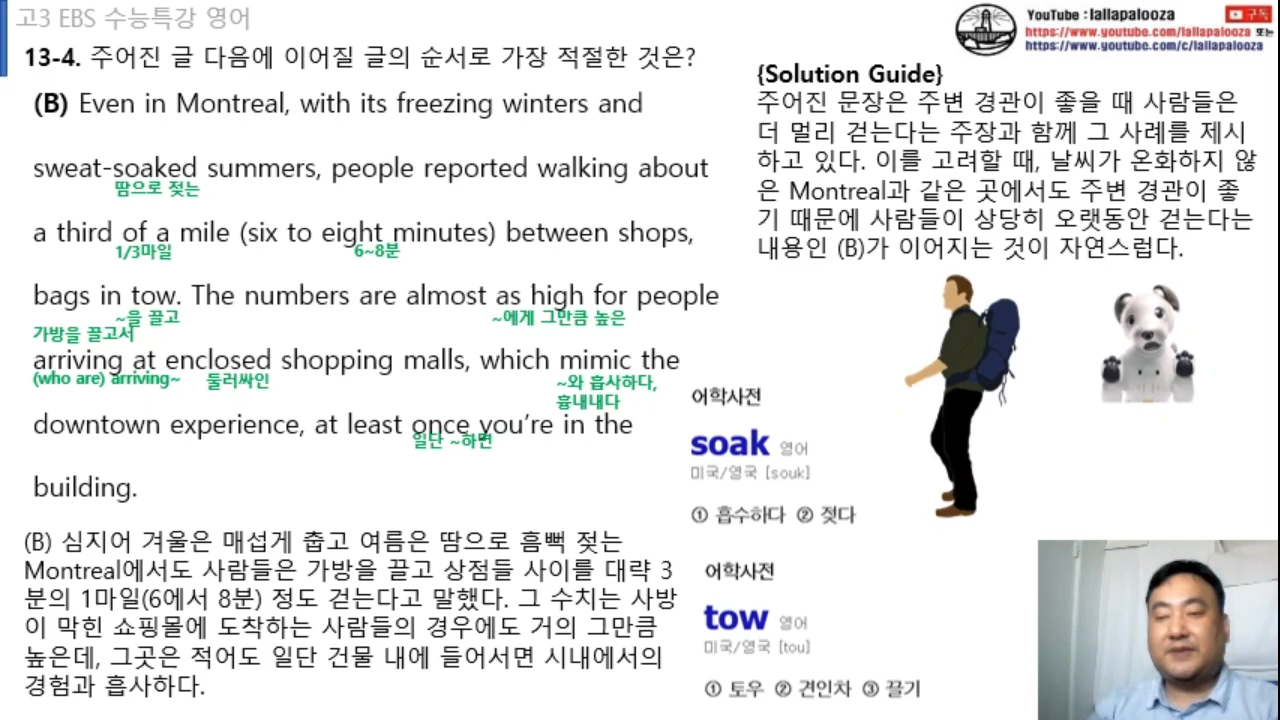 고3 EBS 수능특강 영어
YouTube : lallapalooza
구독
https://www.youtube.com/lallapalooza 또는
https://www.youtube.com/c/lallapalooza
13-4. 주어진 글 다음에 이어질 글의 순서로 가장 적절한 것은?
(B) Even in Montreal, with its freezing winters and
sweat-soaked summers, people reported walking about
땀으로 젖는
a third of a mile (six to eight minutes) between shops,
1/3마일 6~8분
bags in tow. The numbers are almost as high for people
~을 끌고 ~에게 그만큼 높은
가방을 끌고서
arriving at enclosed shopping malls, which mimic the
(who are) arriving~ 둘러싸인 ~와 흡사하다,
흉내내다
downtown experience, at least once you're in the
일단 ~하면
building.
(B) 심지어 겨울은 매섭게 춥고 여름은 땀으로 흠뻑 젖는
Montreal에서도 사람들은 가방을 끌고 상점들 사이를 대략 3
분의 1마일(6에서 8분) 정도 걷는다고 말했다. 그 수치는 사방
이 막힌 쇼핑몰에 도착하는 사람들의 경우에도 거의 그만큼
높은데, 그곳은 적어도 일단 건물 내에 들어서면 시내에서의
경험과 흡사하다.
{Solution Guide}
주어진 문장은 주변 경관이 좋을 때 사람들은
더 멀리 걷는다는 주장과 함께 그 사례를 제시
하고 있다. 이를 고려할 때, 날씨가 온화하지 않
은 Montreal과 같은 곳에서도 주변 경관이 좋
기 때문에 사람들이 상당히 오랫동안 걷는다는
내용인 (B)가 이어지는 것이 자연스럽다.
어학사전
soak 영어
미국/영국 [souk]
① 흡수하다 ② 젖다
어학사전
tow 영어
미국/영국 [tou]
① 토우 ② 견인차 ③ 끌기